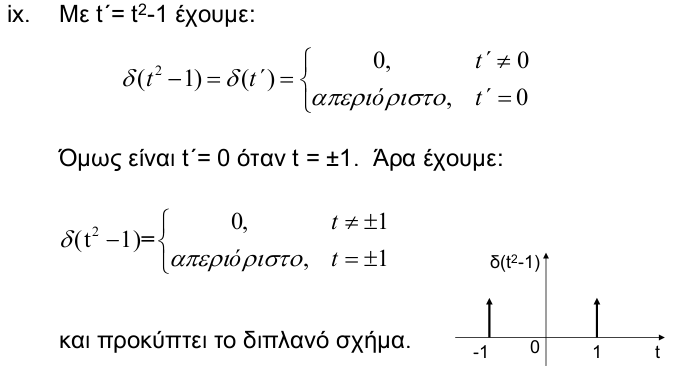 ix. Με t΄= t²-1 έχουμε:
δ(t² −1) = δ(t΄) = { 0, t΄ ≠ 0
απεριόριστο, t΄ = 0
Όμως είναι t΄= 0 όταν t = ±1. Άρα έχουμε:
δ(t² −1)= { 0, t ≠ ±1
απεριόριστο, t = ±1
δ(t²-1)
και προκύπτει το διπλανό σχήμα.
-1 0 1 t